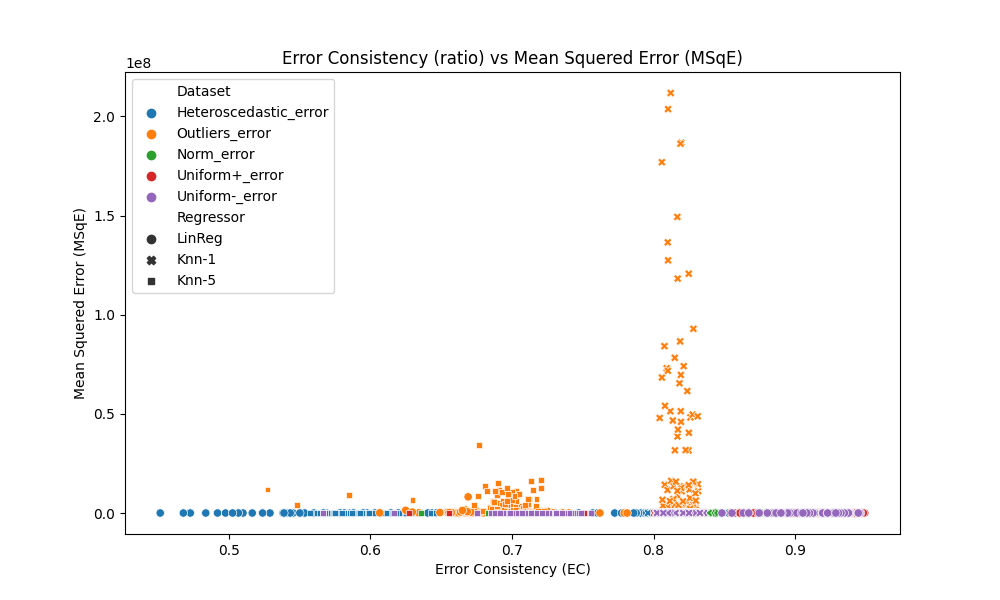 Error Consistency (ratio) vs Mean Squered Error (MSqE)
1e8
Dataset
Heteroscedastic_error
Outliers_error
Norm_error
Uniform+_error
Uniform-_error
Regressor
LinReg
Knn-1
Knn-5
2.0
1.5
1.0
0.5
0.0
Mean Squered Error (MSqE)
0.5 0.6 0.7 0.8 0.9
Error Consistency (EC)